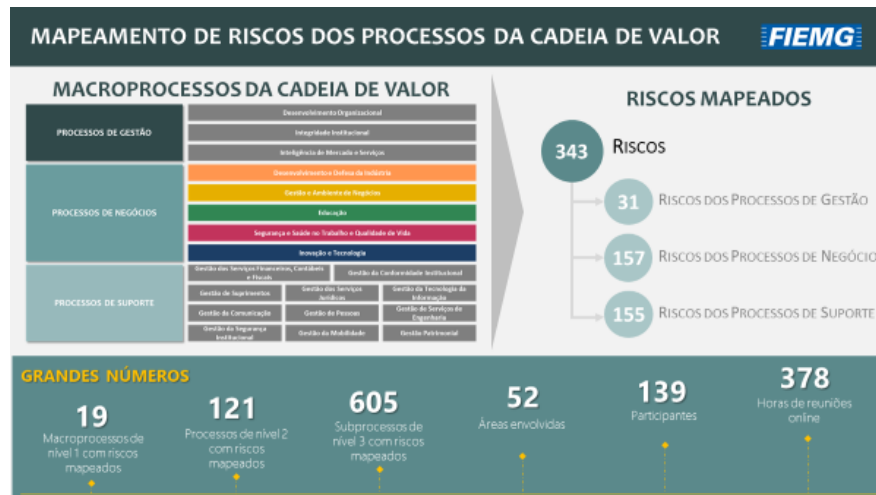 MAPEAMENTO DE RISCOS DOS PROCESSOS DA CADEIA DE VALOR
FIEMG
MACROPROCESSOS DA CADEIA DE VALOR
PROCESSOS DE GESTÃO
Desenvolvimento Organizacional
Integridade Institucional
Inteligência de Mercado e Serviços
PROCESSOS DE NEGÓCIOS
Desenvolvimento e Defesa da Indústria
Gestão e Ambiente de Negócios
Educação
Segurança e Saúde no Trabalho e Qualidade de Vida
Inovação e Tecnologia
PROCESSOS DE SUPORTE
Gestão dos Serviços Financeiros, Contábeis
e Fiscais
Gestão da Conformidade Institucional
Gestão de Suprimentos
Gestão dos Serviços
Jurídicos
Gestão da Tecnologia da
Informação
Gestão da Comunicação
Gestão de Pessoas
Gestão de Serviços de
Engenharia
Gestão da Segurança
Institucional
Gestão da Mobilidade
Gestão Patrimonial
RISCOS MAPEADOS
343 RISCOS
31 RISCOS DOS PROCESSOS DE GESTÃO
157 RISCOS DOS PROCESSOS DE NEGÓCIO
155 RISCOS DOS PROCESSOS DE SUPORTE
GRANDES NÚMEROS
19
Macroprocessos de
nível 1 com riscos
mapeados
121
Processos de nível 2
com riscos
mapeados
605
Subprocessos de
nível 3 com riscos
mapeados
52
Áreas envolvidas
139
Participantes
378
Horas de reuniões
online